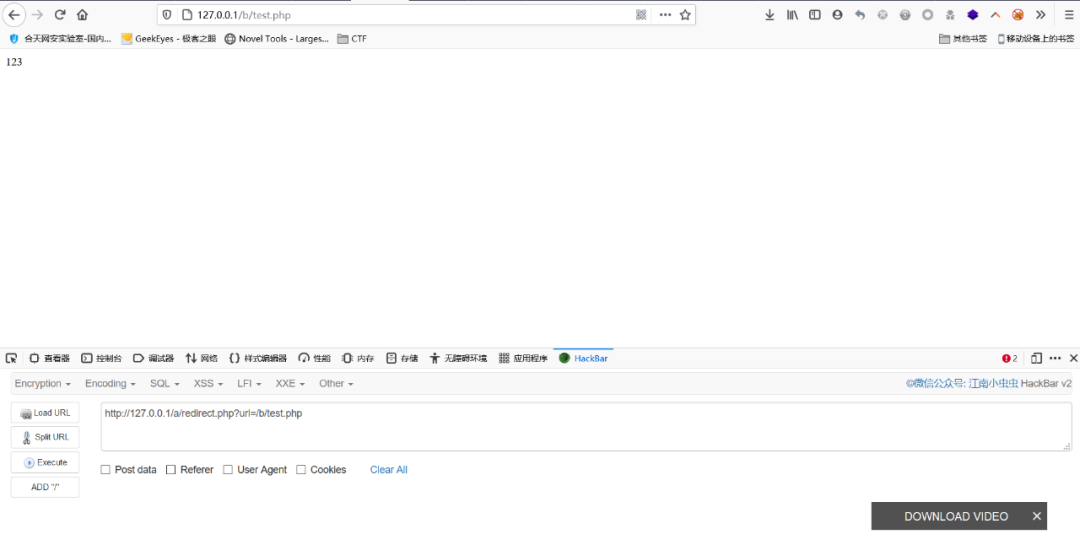 127.0.0.1/b/test.php
合天网安实验室-国内... GeekEyes - 极客之眼 Novel Tools - Larges... CTF 其他书签 移动设备上的书签
123
查看器 控制台 调试器 网络 样式编辑器 性能 内存 存储 无障碍环境 应用程序 HackBar 2
Encryption Encoding SQL XSS LFI XXE Other ©微信公众号: 江南小虫虫 HackBar v2
Load URL
http://127.0.0.1/a/redirect.php?url=/b/test.php
Split URL
Execute
Post data Referer User Agent Cookies Clear All
ADD "/"
DOWNLOAD VIDEO